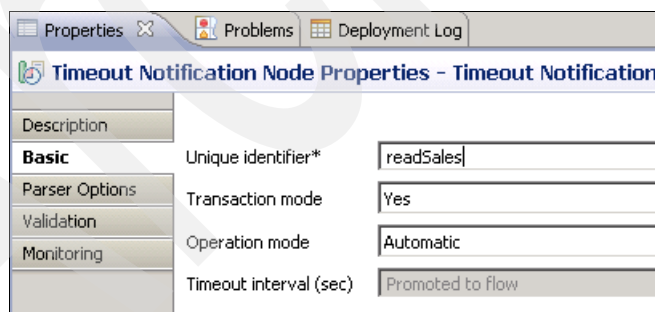 Properties Problems Deployment Log
Timeout Notification Node Properties - Timeout Notification
Description
Basic
Unique identifier* readSales
Parser Options
Transaction mode Yes
Validation
Operation mode Automatic
Monitoring
Timeout interval (sec) Promoted to flow